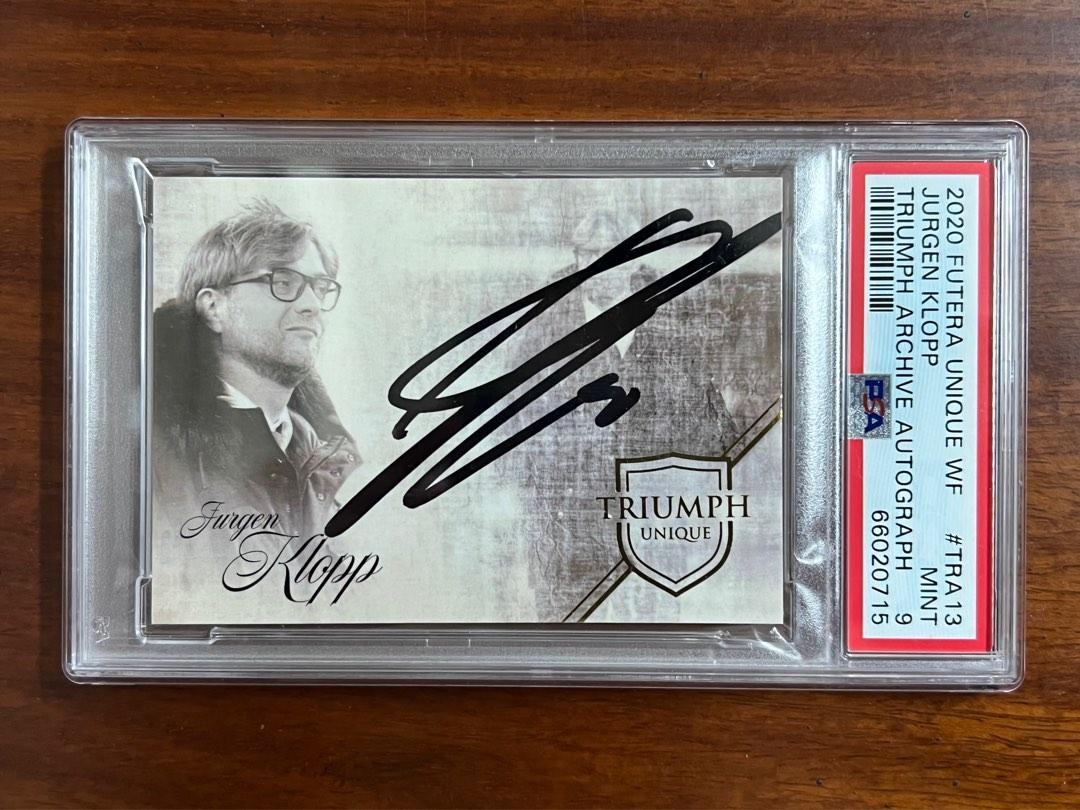 Jurgen
Klopp
TRIUMPH
UNIQUE
2020 FUTERA UNIQUE WF #TRA13
JURGEN KLOPP MINT
TRIUMPH ARCHIVE AUTOGRAPH 9
PSA 66020715